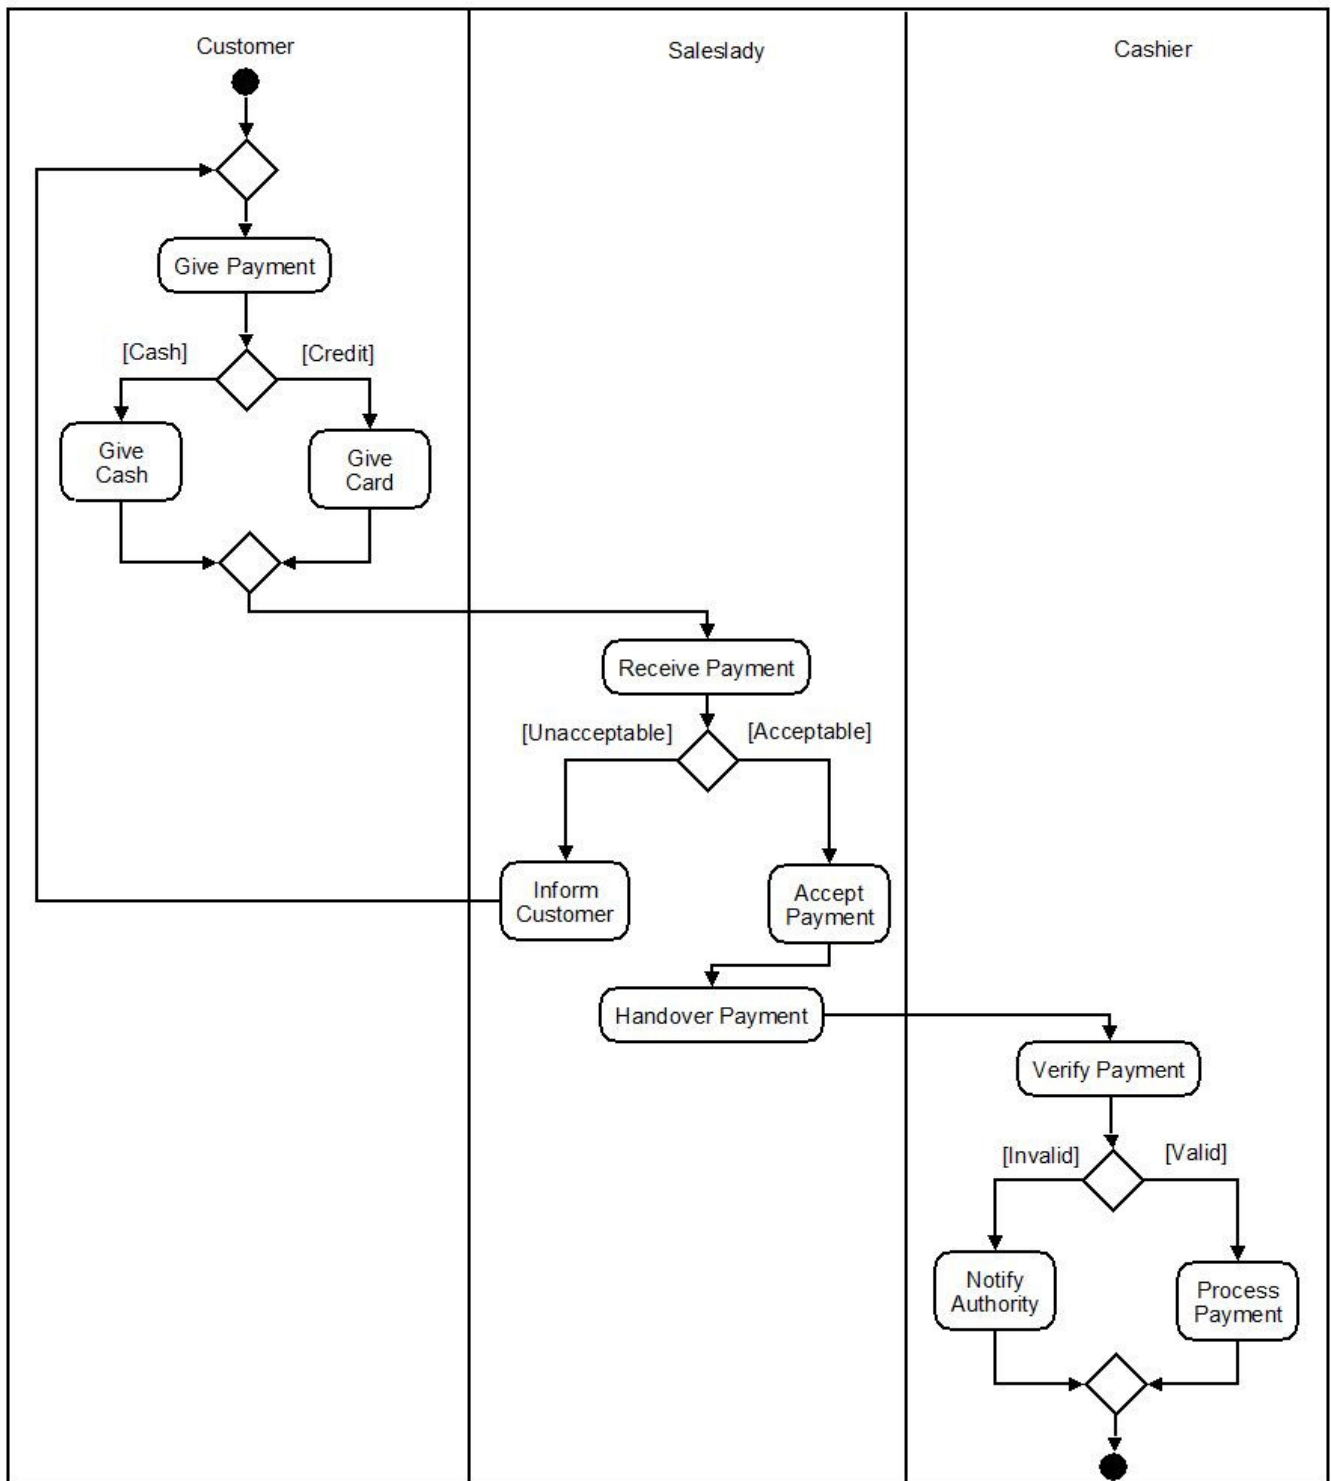 Customer
Saleslady
Cashier
Give Payment
[Cash]
[Credit]
Give
Cash
Give
Card
Receive Payment
[Unacceptable]
[Acceptable]
Inform
Customer
Accept
Payment
Handover Payment
Verify Payment
[Invalid]
[Valid]
Notify
Authority
Process
Payment